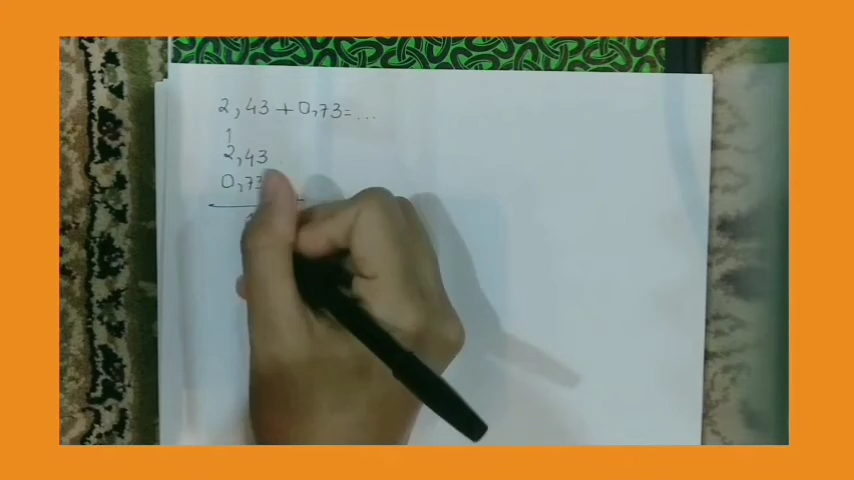 2,43 + 0,73 = ...
1
2,43
0,73